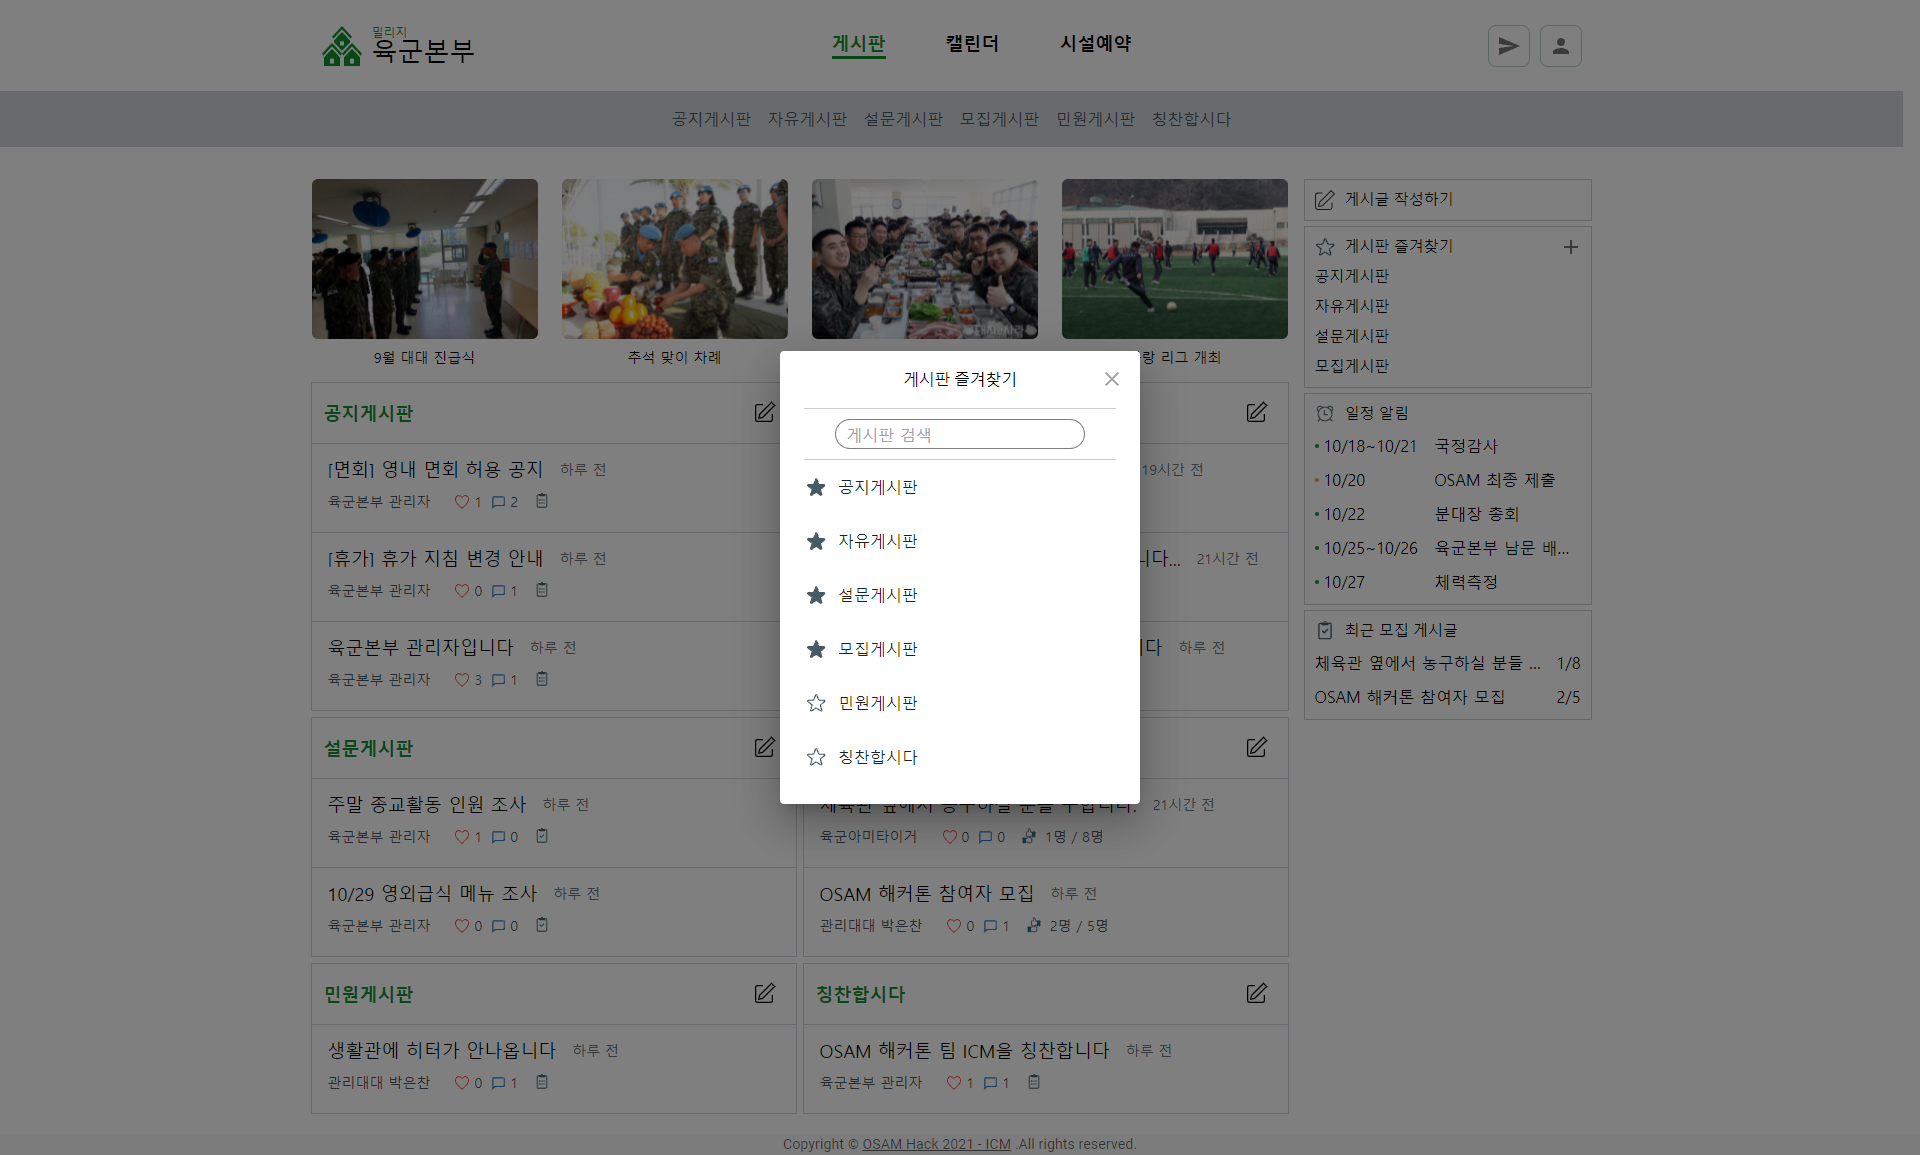 밀리지
육군본부
게시판 캘린더 시설예약
공지게시판 자유게시판 설문게시판 모집게시판 민원게시판 칭찬합시다
9월 대대 진급식
추석 맞이 차례
랑 리그 개최
게시글 작성하기
게시판 즐겨찾기
공지게시판
자유게시판
설문게시판
모집게시판
일정 알림
10/18~10/21 국정감사
10/20 OSAM 최종 제출
10/22 분대장 총회
10/25~10/26 육군본부 남문 배...
10/27 체력측정
최근 모집 게시글
체육관 옆에서 농구하실 분들 ... 1/8
OSAM 해커톤 참여자 모집 2/5
게시판 즐겨찾기
게시판 검색
공지게시판
자유게시판
설문게시판
모집게시판
민원게시판
칭찬합시다
공지게시판
[면회] 영내 면회 허용 공지 하루 전
육군본부 관리자 1 2
[휴가] 휴가 지침 변경 안내 하루 전
육군본부 관리자 0 1
육군본부 관리자입니다 하루 전
육군본부 관리자 3 1
19시간 전
니다... 21시간 전
다 하루 전
설문게시판
주말 종교활동 인원 조사 하루 전
육군본부 관리자 1 0
10/29 영외급식 메뉴 조사 하루 전
육군본부 관리자 0 0
체육관 옆에서 농구하실 분들 구합니다. 21시간 전
육군아미타이거 0 0 1명 / 8명
OSAM 해커톤 참여자 모집 하루 전
관리대대 박은찬 0 1 2명 / 5명
민원게시판
생활관에 히터가 안나옵니다 하루 전
관리대대 박은찬 0 1
칭찬합시다
OSAM 해커톤 팀 ICM을 칭찬합니다 하루 전
육군본부 관리자 1 1
Copyright © OSAM Hack 2021 - ICM .All rights reserved.